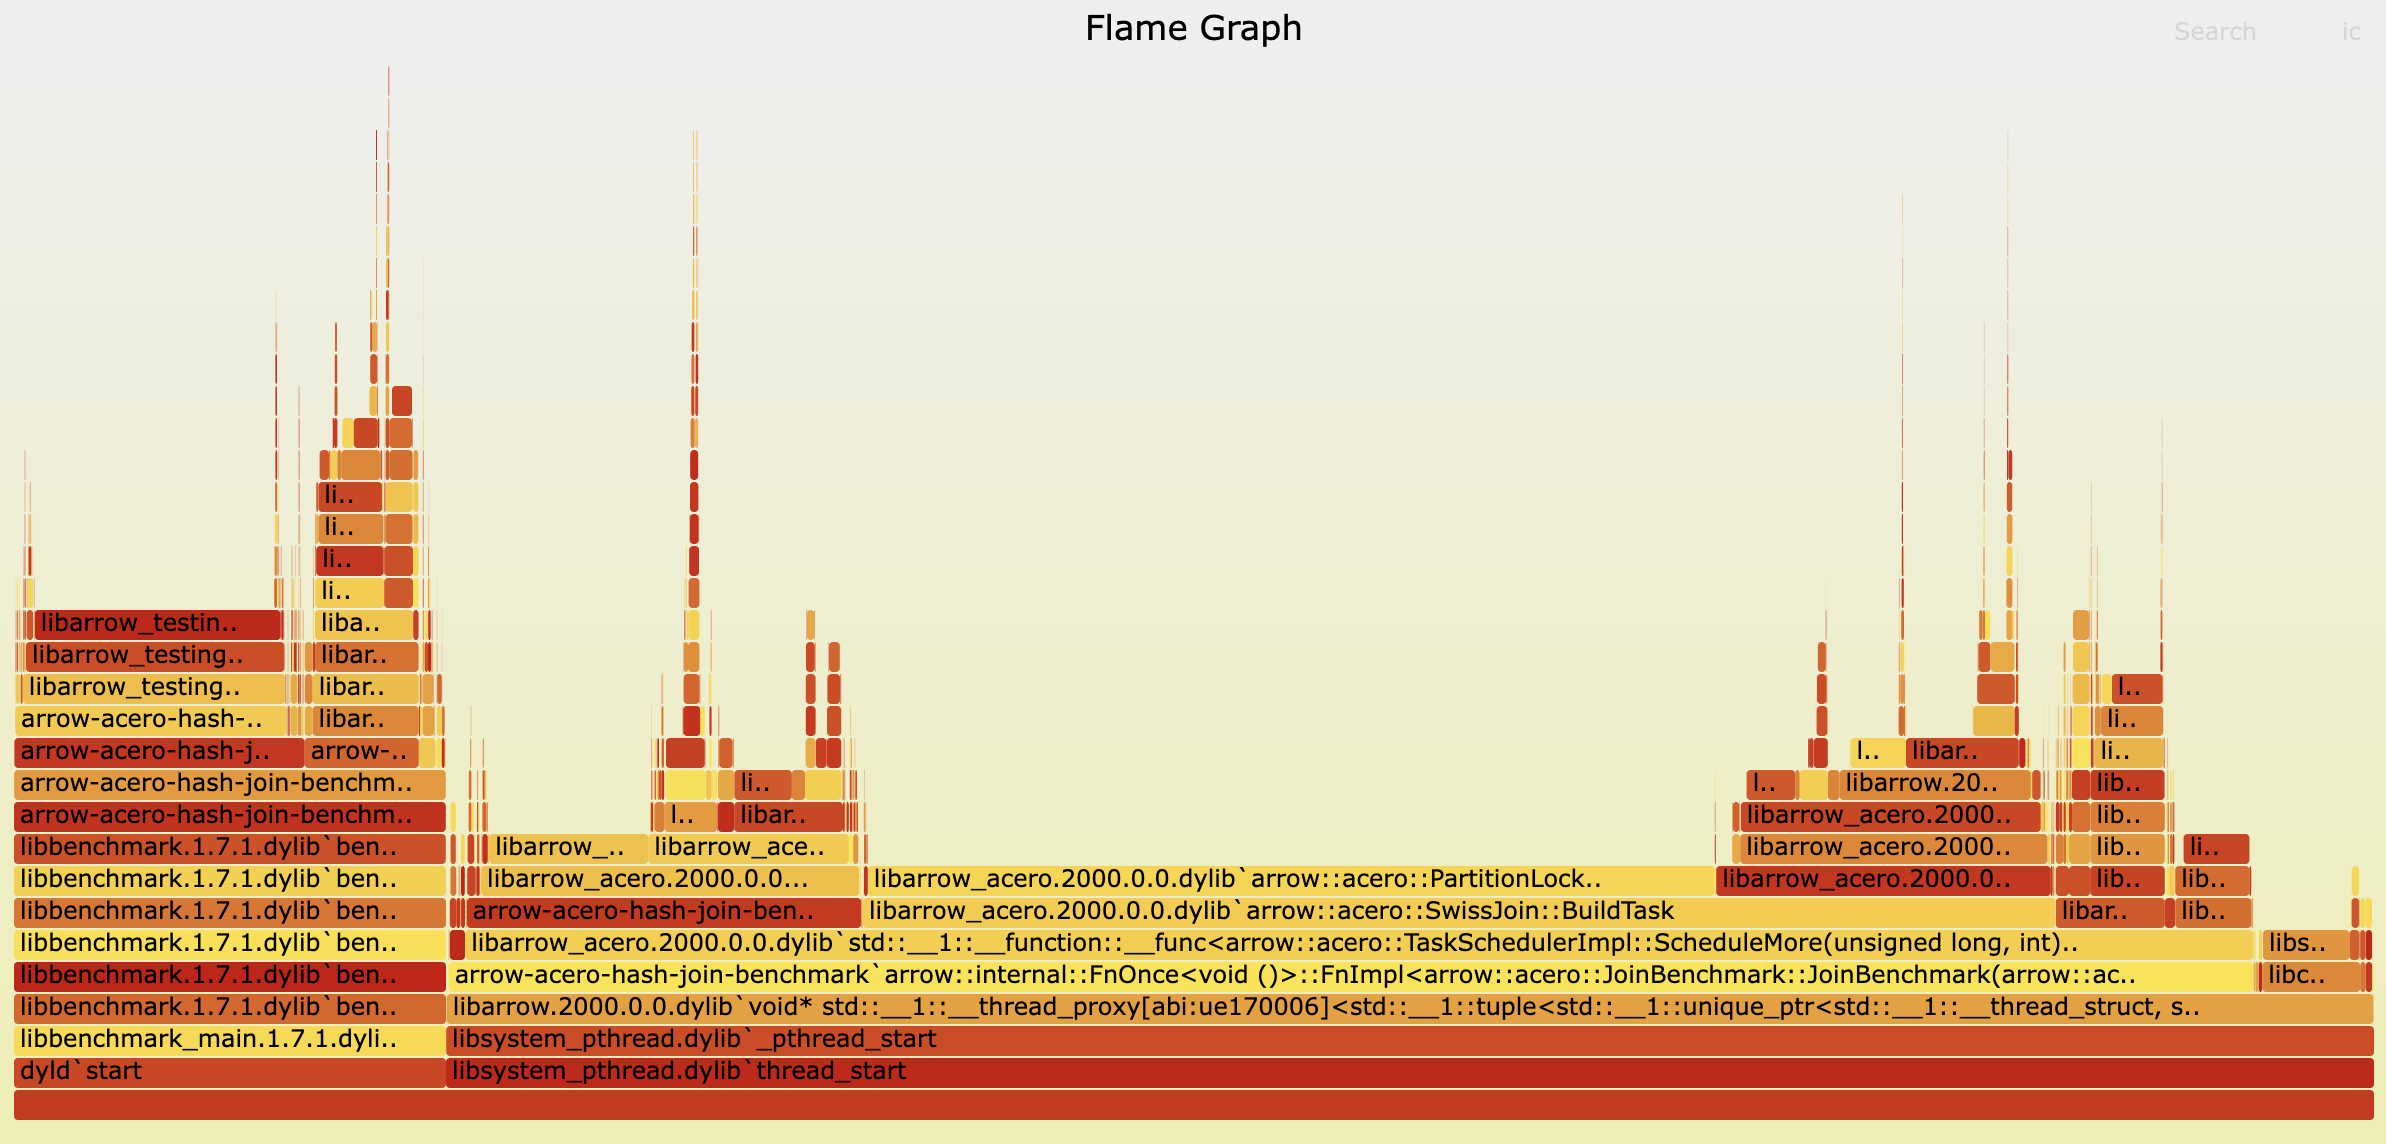 Flame Graph
Search ic
li..
li..
li..
li..
libarrow_testin.. liba..
libarrow_testing.. libar..
libarrow_testing.. libar.. l..
arrow-acero-hash-.. libar.. li..
arrow-acero-hash-j.. arrow-.. l.. libar.. li..
arrow-acero-hash-join-benchm.. li.. l.. libarrow.20.. lib..
arrow-acero-hash-join-benchm.. l.. libar.. libarrow_acero.2000.. lib..
libbenchmark.1.7.1.dylib`ben.. libarrow_.. libarrow_ace.. libarrow_acero.2000.. lib.. li..
libbenchmark.1.7.1.dylib`ben.. libarrow_acero.2000.0.0... libarrow_acero.2000.0.0.dylib`arrow::acero::PartitionLock.. libarrow_acero.2000.0.. lib.. lib..
libbenchmark.1.7.1.dylib`ben.. arrow-acero-hash-join-ben.. libarrow_acero.2000.0.0.dylib`arrow::acero::SwissJoin::BuildTask libar.. lib..
libbenchmark.1.7.1.dylib`ben.. libarrow_acero.2000.0.0.dylib`std::__1::__function::__func<arrow::acero::TaskSchedulerImpl::ScheduleMore(unsigned long, int).. libs..
libbenchmark.1.7.1.dylib`ben.. arrow-acero-hash-join-benchmark`arrow::internal::FnOnce<void ()>::FnImpl<arrow::acero::JoinBenchmark::JoinBenchmark(arrow::ac.. libc..
libbenchmark.1.7.1.dylib`ben.. libarrow.2000.0.0.dylib`void* std::__1::__thread_proxy[abi:ue170006]<std::__1::tuple<std::__1::unique_ptr<std::__1::__thread_struct, s..
libbenchmark_main.1.7.1.dyli.. libsystem_pthread.dylib`_pthread_start
dyld`start libsystem_pthread.dylib`thread_start